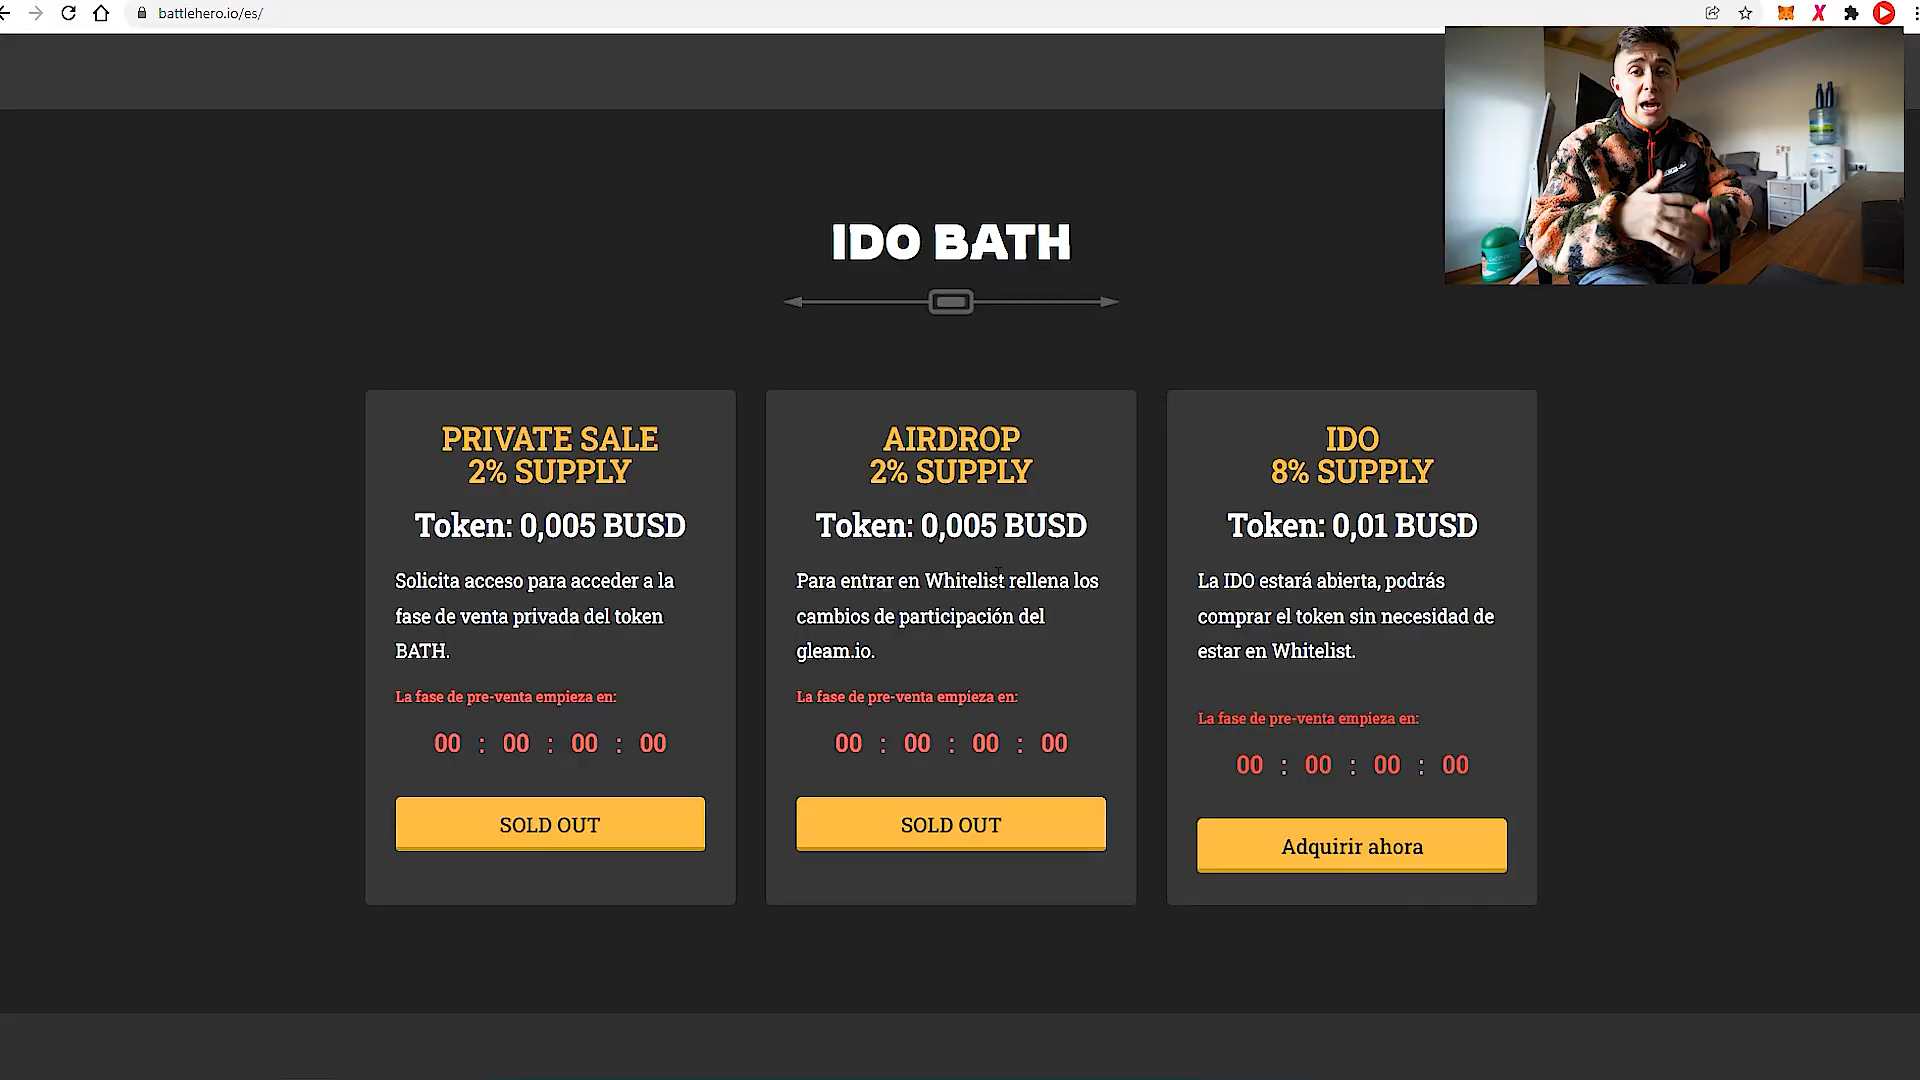 battlehero.io/es/
IDO BATH
PRIVATE SALE
2% SUPPLY
Token: 0,005 BUSD
Solicita acceso para acceder a la
fase de venta privada del token
BATH.
La fase de pre-venta empieza en:
00 : 00 : 00 : 00
SOLD OUT
AIRDROP
2% SUPPLY
Token: 0,005 BUSD
Para entrar en Whitelist rellena los
cambios de participación del
gleam.io.
La fase de pre-venta empieza en:
00 : 00 : 00 : 00
SOLD OUT
IDO
8% SUPPLY
Token: 0,01 BUSD
La IDO estará abierta, podrás
comprar el token sin necesidad de
estar en Whitelist.
La fase de pre-venta empieza en:
00 : 00 : 00 : 00
Adquirir ahora